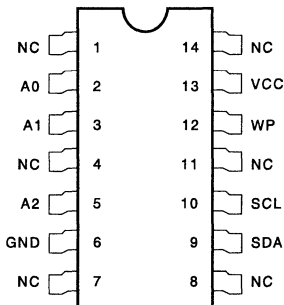 NC 1 14 NC
A0 2 13 VCC
A1 3 12 WP
NC 4 11 NC
A2 5 10 SCL
GND 6 9 SDA
NC 7 8 NC